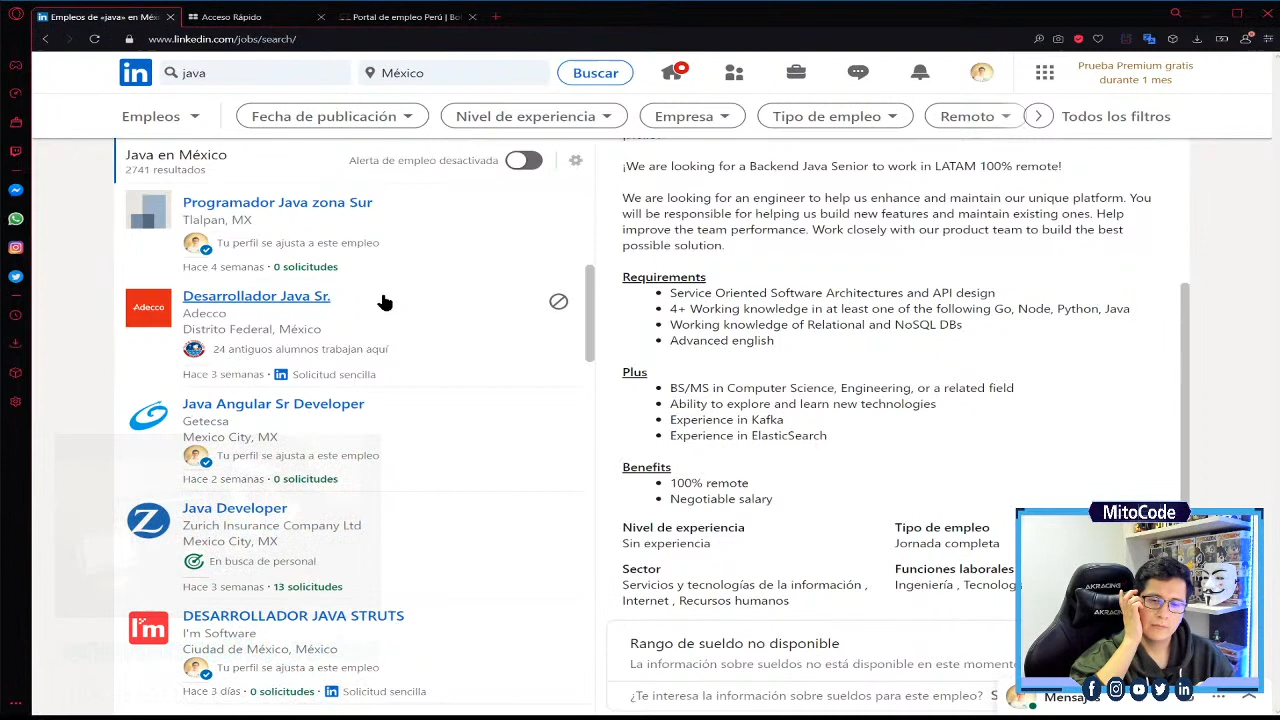 Empleos de «java» en Méxi
Acceso Rápido
Portal de empleo Perú | Bol
www.linkedin.com/jobs/search/
in
java
México
Buscar
Prueba Premium gratis
durante 1 mes
Empleos
Fecha de publicación
Nivel de experiencia
Empresa
Tipo de empleo
Remoto
Todos los filtros
Java en México
2741 resultados
Alerta de empleo desactivada
Programador Java zona Sur
Tlalpan, MX
Tu perfil se ajusta a este empleo
Hace 4 semanas · 0 solicitudes
Adecco
Desarrollador Java Sr.
Adecco
Distrito Federal, México
24 antiguos alumnos trabajan aquí
Hace 3 semanas · in Solicitud sencilla
Java Angular Sr Developer
Getecsa
Mexico City, MX
Tu perfil se ajusta a este empleo
Hace 2 semanas · 0 solicitudes
Java Developer
Zurich Insurance Company Ltd
Mexico City, MX
En busca de personal
Hace 3 semanas · 13 solicitudes
I'm
DESARROLLADOR JAVA STRUTS
I'm Software
Ciudad de México, México
Tu perfil se ajusta a este empleo
Hace 3 días · 0 solicitudes · in Solicitud sencilla
¡We are looking for a Backend Java Senior to work in LATAM 100% remote!
We are looking for an engineer to help us enhance and maintain our unique platform. You
will be responsible for helping us build new features and maintain existing ones. Help
improve the team performance. Work closely with our product team to build the best
possible solution.
Requirements
Service Oriented Software Architectures and API design
4+ Working knowledge in at least one of the following Go, Node, Python, Java
Working knowledge of Relational and NoSQL DBs
Advanced english
Plus
BS/MS in Computer Science, Engineering, or a related field
Ability to explore and learn new technologies
Experience in Kafka
Experience in ElasticSearch
Benefits
100% remote
Negotiable salary
Nivel de experiencia
Sin experiencia
Tipo de empleo
Jornada completa
Sector
Servicios y tecnologías de la información ,
Internet , Recursos humanos
Funciones laborales
Ingeniería , Tecnolog
Rango de sueldo no disponible
La información sobre sueldos no está disponible en este momento
¿Te interesa la información sobre sueldos para este empleo? S
Mensajes
MitoCode
AKRACING
AKRACING